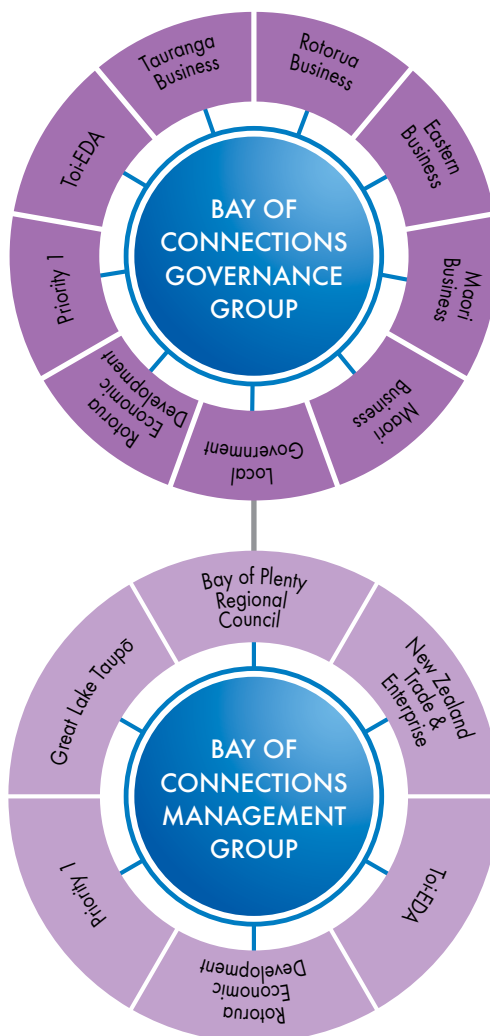 Tauranga
Business
Rotorua
Business
Eastern
Business
Maori
Business
Maori
Business
Local
Government
Rotorua
Economic
Development
Priority 1
Toi-EDA
BAY OF
CONNECTIONS
GOVERNANCE
GROUP
Bay of Plenty
Regional
Council
New Zealand
Trade &
Enterprise
Toi-EDA
Rotorua
Economic
Development
Priority 1
Great Lake Taupō
BAY OF
CONNECTIONS
MANAGEMENT
GROUP